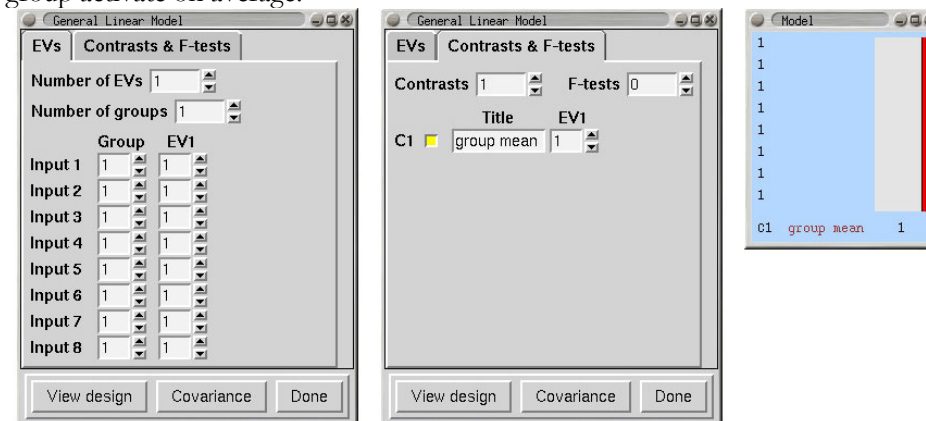 group activate on average.
General Linear Model
EVs Contrasts & F-tests
Number of EVs 1
Number of groups 1
Group EV1
Input 1 1 1
Input 2 1 1
Input 3 1 1
Input 4 1 1
Input 5 1 1
Input 6 1 1
Input 7 1 1
Input 8 1 1
View design Covariance Done
General Linear Model
EVs Contrasts & F-tests
Contrasts 1 F-tests 0
Title EV1
C1 group mean 1
View design Covariance Done
Model
1
1
1
1
1
1
1
1
C1 group mean 1